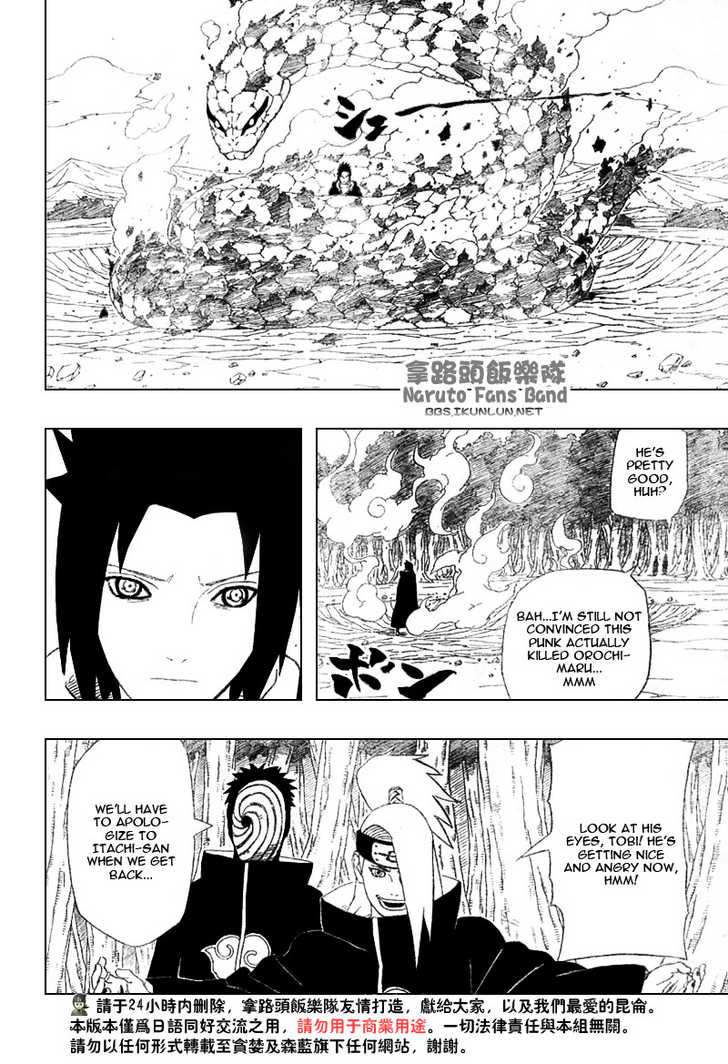 シュ
拿路頭飯樂隊
Naruto Fans Band
BBS.IKUNLUN.NET
HE'S
PRETTY
GOOD,
HUH?
BAH...I'M STILL NOT
CONVINCED THIS
PUNK ACTUALLY
KILLED OROCHI-
MARU...
MMM
ボン
LOOK AT HIS
EYES, TOBI! HE'S
GETTING NICE
AND ANGRY NOW,
HMM!
WE'LL HAVE
TO APOLO-
GIZE TO
ITACHI-SAN
WHEN WE GET
BACK...
請于24小時内删除，拿路頭飯樂隊友情打造，獻給大家，以及我們最愛的昆侖。
本版本僅爲日語同好交流之用，請勿用于商業用途。一切法律責任與本組無關。
請勿以任何形式轉載至貪婪及森藍旗下任何網站，謝謝。